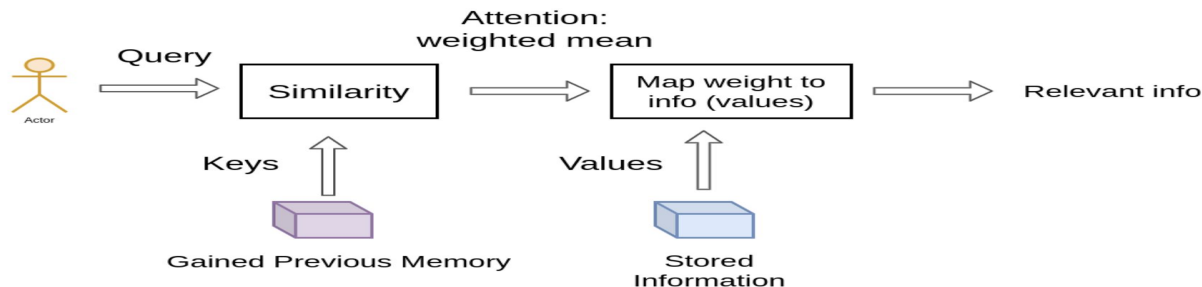 Attention:
weighted mean
Query
Similarity
Map weight to
info (values)
Relevant info
Actor
Keys
Values
Gained Previous Memory
Stored
Information